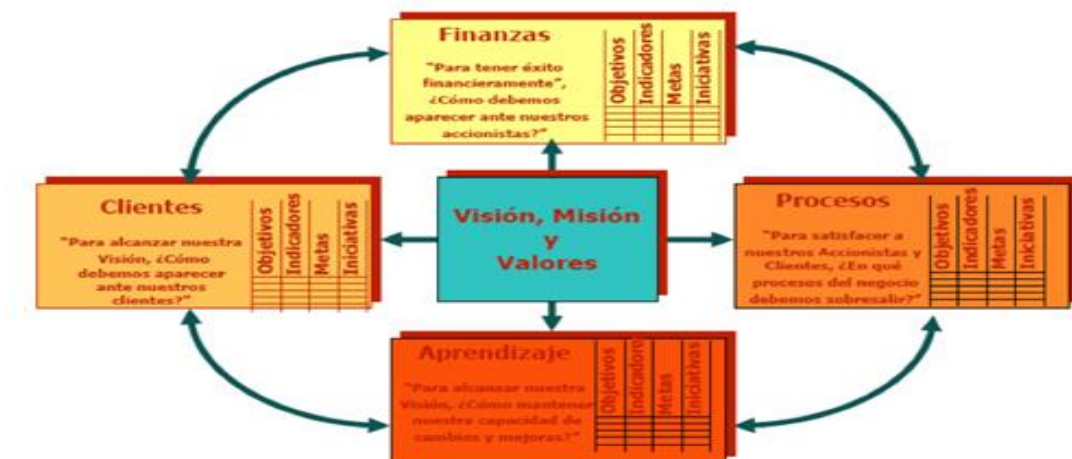 Finanzas
"Para tener éxito
financieramente",
¿Cómo debemos
aparecer ante nuestros
accionistas?"
Objetivos
Indicadores
Metas
Iniciativas
Clientes
"Para alcanzar nuestra
Visión, ¿Cómo
debemos aparecer
ante nuestros
clientes?"
Objetivos
Indicadores
Metas
Iniciativas
Visión, Misión
y
Valores
Procesos
"Para satisfacer a
nuestros Accionistas y
Clientes, ¿En qué
procesos del negocio
debemos sobresalir?"
Objetivos
Indicadores
Metas
Iniciativas
Aprendizaje
"Para alcanzar nuestra
Visión, ¿Cómo mantener
nuestra capacidad de
cambios y mejoras?"
Objetivos
Indicadore
Metas
Iniciativas